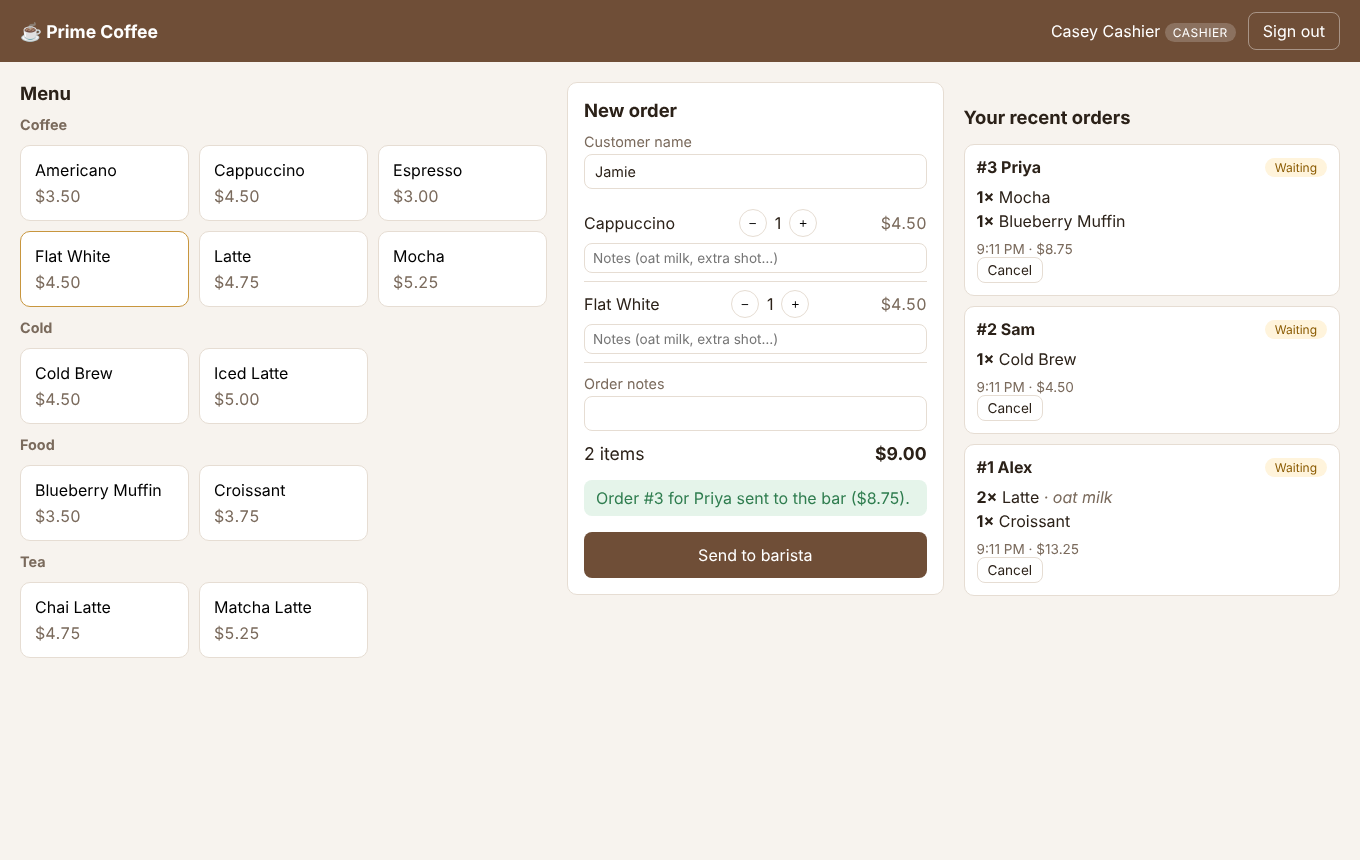 ☕ Prime Coffee
Casey Cashier CASHIER
Sign out
Menu
Coffee
Americano
$3.50
Cappuccino
$4.50
Espresso
$3.00
Flat White
$4.50
Latte
$4.75
Mocha
$5.25
Cold
Cold Brew
$4.50
Iced Latte
$5.00
Food
Blueberry Muffin
$3.50
Croissant
$3.75
Tea
Chai Latte
$4.75
Matcha Latte
$5.25
New order
Customer name
Jamie
Cappuccino − 1 + $4.50
Notes (oat milk, extra shot...)
Flat White − 1 + $4.50
Notes (oat milk, extra shot...)
Order notes
2 items $9.00
Order #3 for Priya sent to the bar ($8.75).
Send to barista
Your recent orders
#3 Priya Waiting
1× Mocha
1× Blueberry Muffin
9:11 PM · $8.75
Cancel
#2 Sam Waiting
1× Cold Brew
9:11 PM · $4.50
Cancel
#1 Alex Waiting
2× Latte · oat milk
1× Croissant
9:11 PM · $13.25
Cancel